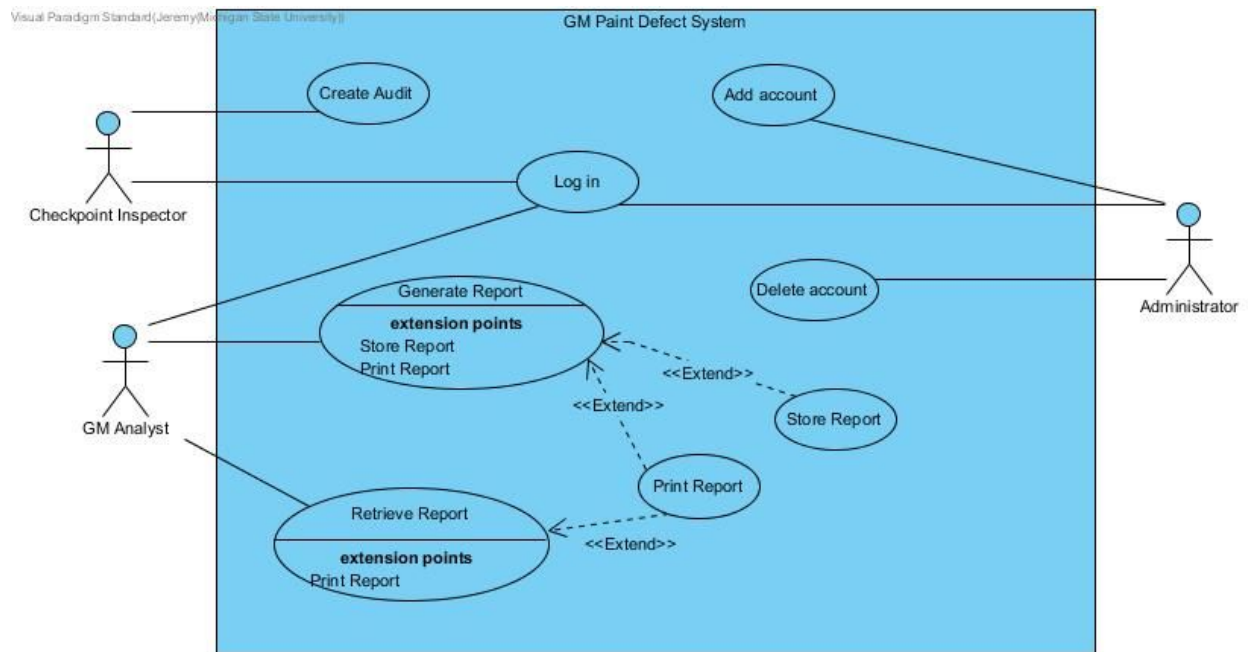 Visual Paradigm Standard(Jeremy(Michigan State University))
GM Paint Defect System
Create Audit
Add account
Log in
Checkpoint Inspector
Generate Report
extension points
Store Report
Print Report
Delete account
Administrator
<<Extend>>
<<Extend>>
Store Report
GM Analyst
Print Report
Retrieve Report
<<Extend>>
extension points
Print Report